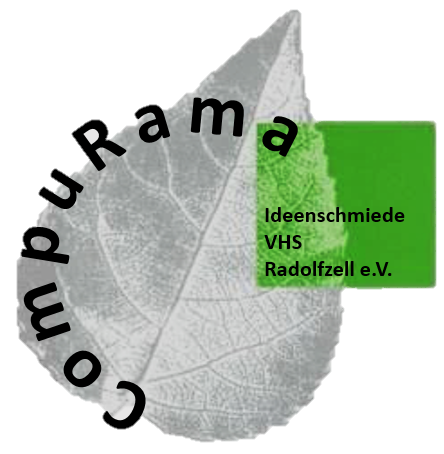 CompuRama
Ideenschmiede
VHS
Radolfzell e.V.